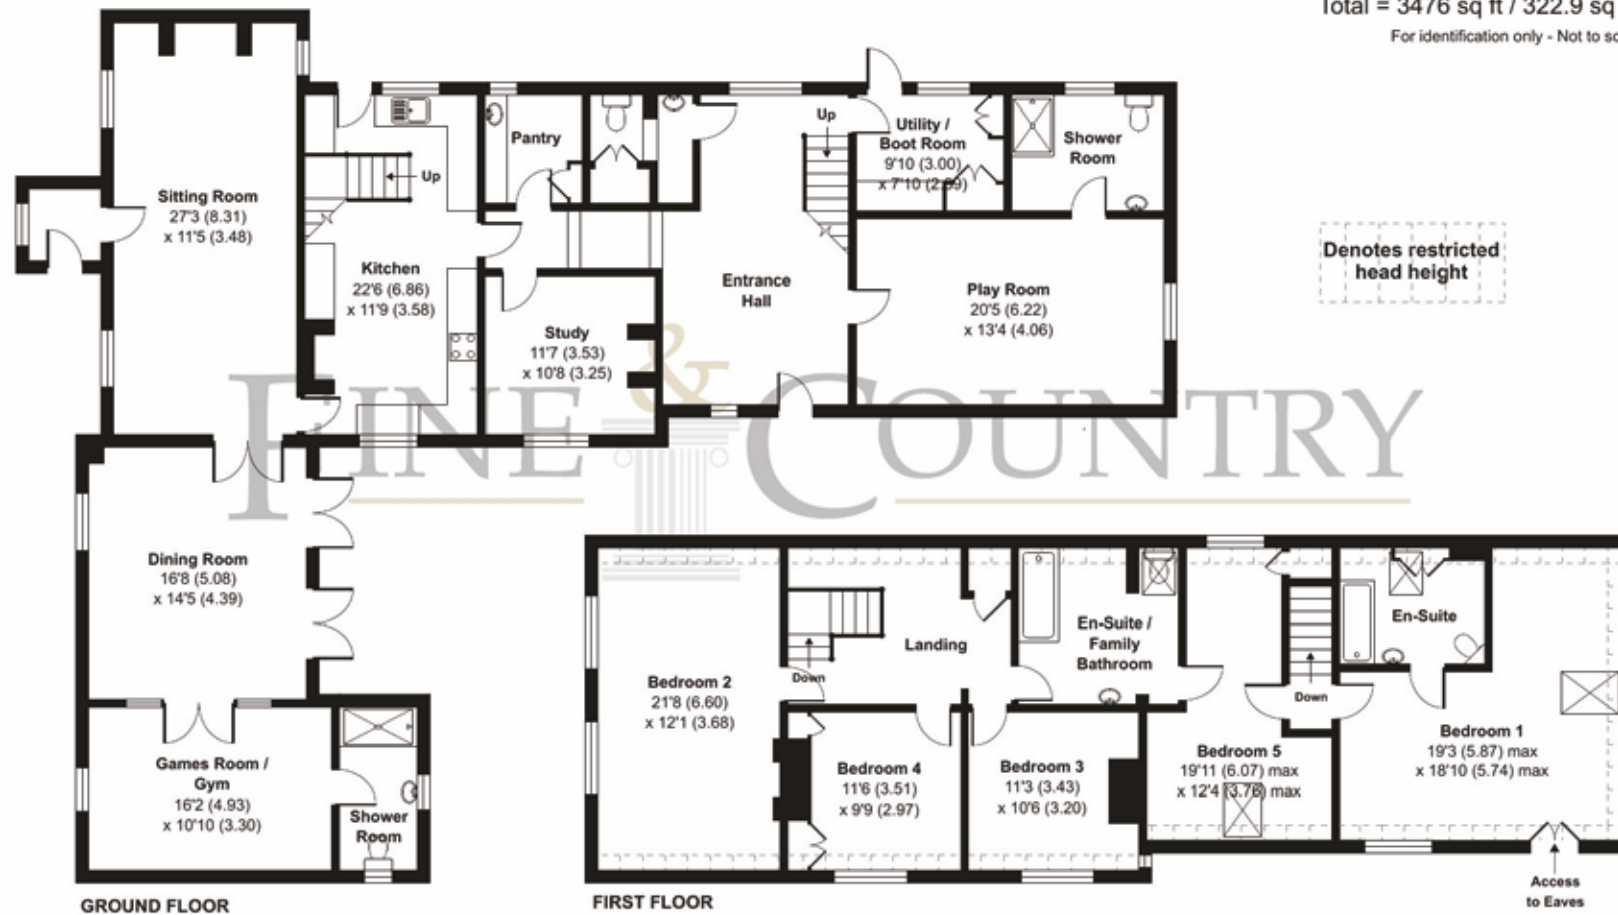 Total = 3476 sq ft / 322.9 sq
For identification only - Not to sc
Sitting Room
27'3 (8.31)
x 11'5 (3.48)
Up
Kitchen
22'6 (6.86)
x 11'9 (3.58)
Pantry
Study
11'7 (3.53)
x 10'8 (3.25)
Entrance
Hall
Up
Utility /
Boot Room
9'10 (3.00)
x 7'10 (2.39)
Shower
Room
Play Room
20'5 (6.22)
x 13'4 (4.06)
Denotes restricted
head height
FINE & COUNTRY
Dining Room
16'8 (5.08)
x 14'5 (4.39)
Games Room /
Gym
16'2 (4.93)
x 10'10 (3.30)
Shower
Room
GROUND FLOOR
Bedroom 2
21'8 (6.60)
x 12'1 (3.68)
Down
Landing
Bedroom 4
11'6 (3.51)
x 9'9 (2.97)
Bedroom 3
11'3 (3.43)
x 10'6 (3.20)
En-Suite /
Family
Bathroom
Bedroom 5
19'11 (6.07) max
x 12'4 (3.76) max
Down
En-Suite
Bedroom 1
19'3 (5.87) max
x 18'10 (5.74) max
Access
to Eaves
FIRST FLOOR